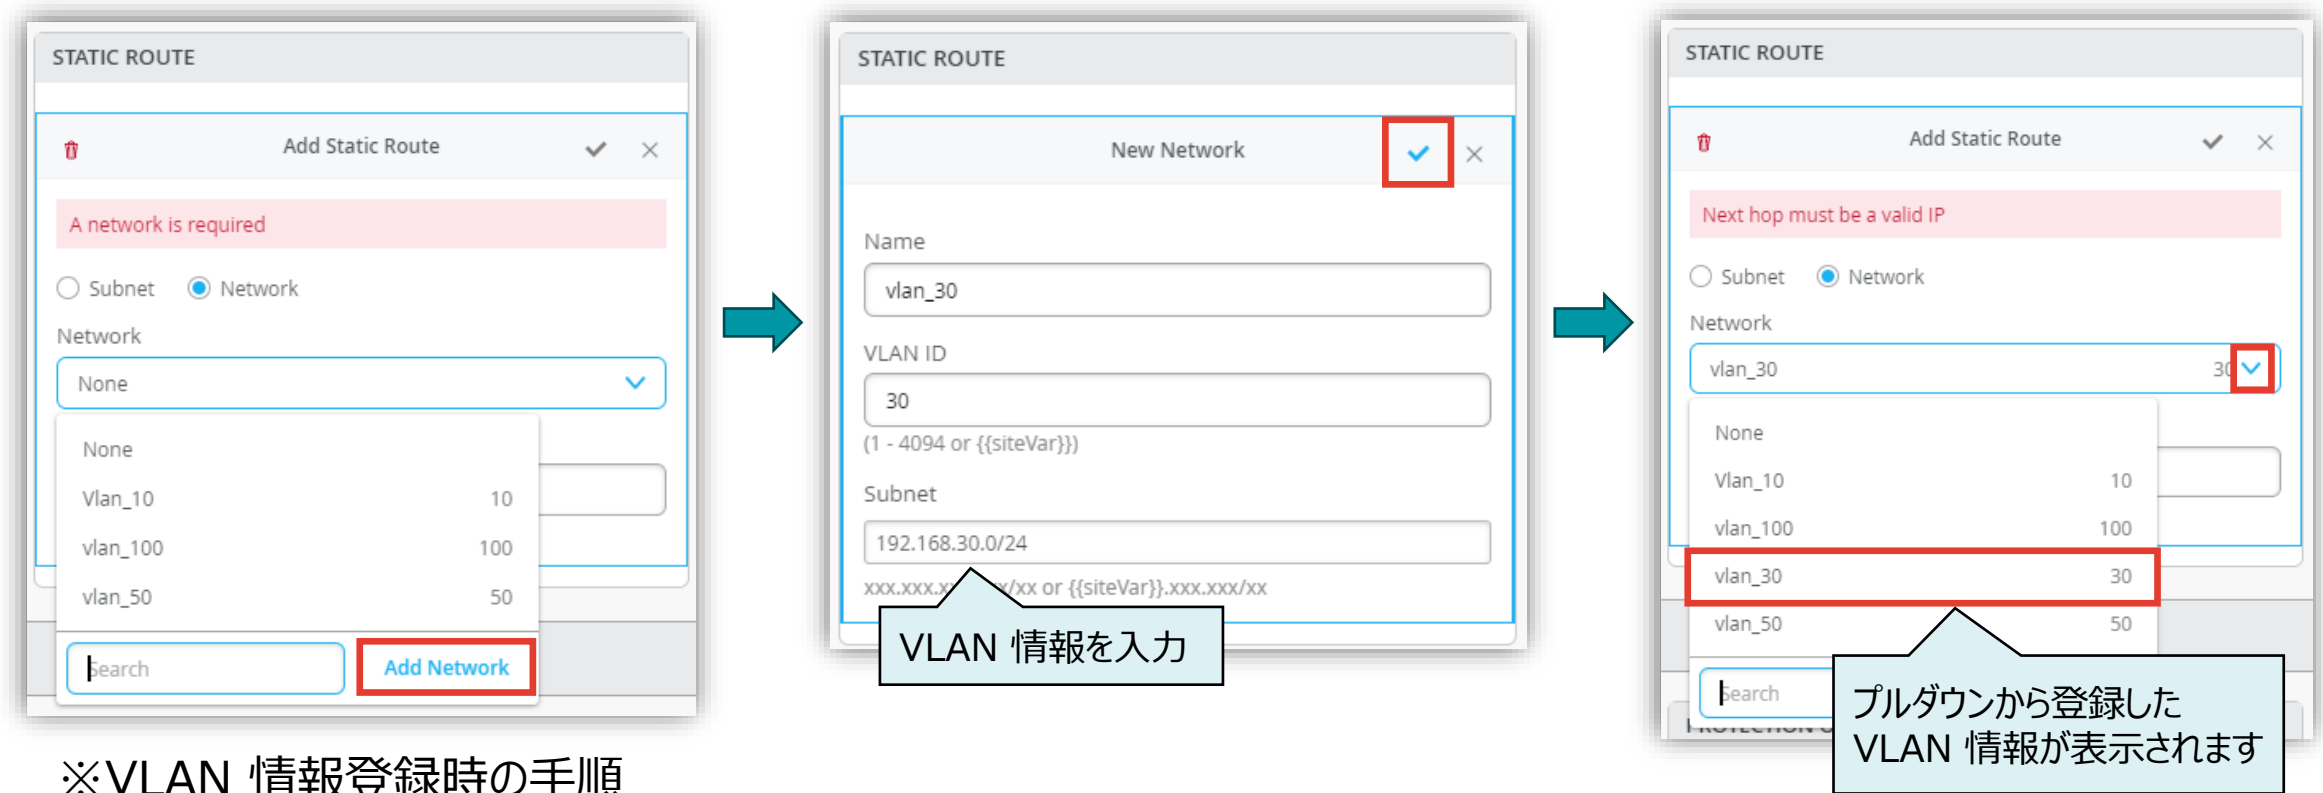 STATIC ROUTE
Add Static Route
A network is required
Subnet Network
Network
None
None
Vlan_10 10
vlan_100 100
vlan_50 50
Search Add Network
※VLAN 情報登録時の手順
STATIC ROUTE
New Network
Name
vlan_30
VLAN ID
30
(1 - 4094 or {{siteVar}})
Subnet
192.168.30.0/24
/xx or {{siteVar}}.xxx.xxx/xx
VLAN 情報を入力
STATIC ROUTE
Add Static Route
Next hop must be a valid IP
Subnet Network
Network
vlan_30 30
None
Vlan_10 10
vlan_100 100
vlan_30 30
vlan_50 50
Search
プルダウンから登録した
VLAN 情報が表示されます